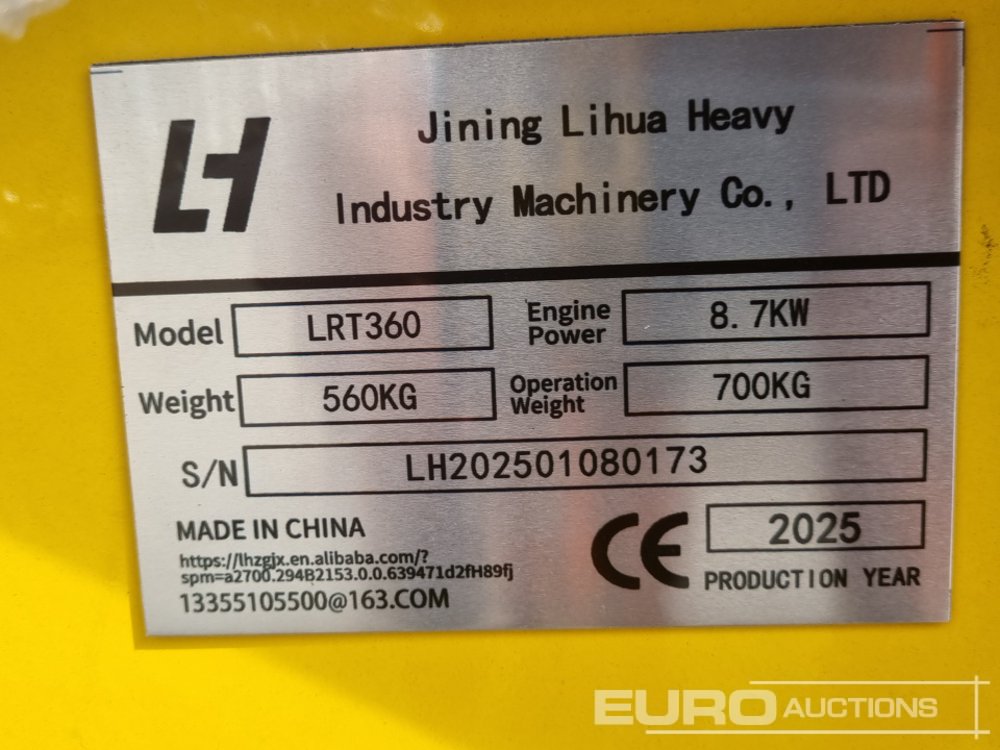 LH
Jining Lihua Heavy
Industry Machinery Co., LTD
Model LRT360 Engine Power 8.7KW
Weight 560KG Operation Weight 700KG
S/N LH202501080173
MADE IN CHINA
https://lhzgjx.en.alibaba.com/?
spm=a2700.294B2153.0.0.639471d2fH89fj
13355105500@163.COM
CE
2025
PRODUCTION YEAR
EURO AUCTIONS